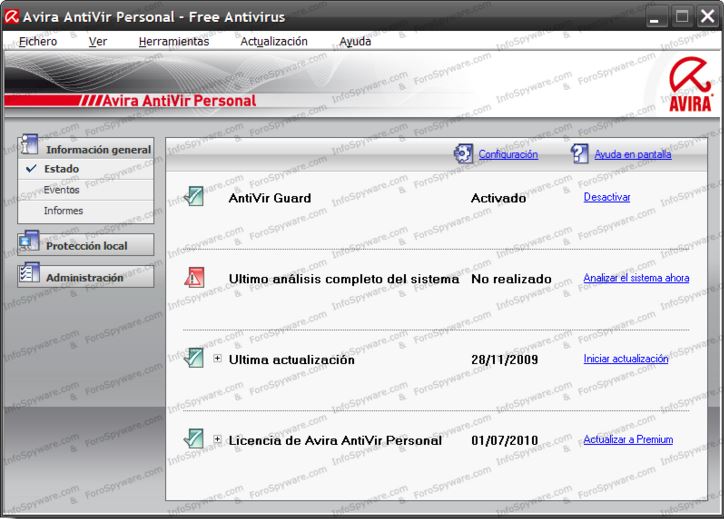 Avira AntiVir Personal - Free Antivirus
Fichero Ver Herramientas Actualización Ayuda
///Avira AntiVir Personal
AVIRA
Información general
Estado
Eventos
Informes
Protección local
Administración
Configuración Ayuda en pantalla
AntiVir Guard Activado Desactivar
Ultimo análisis completo del sistema No realizado Analizar el sistema ahora
Ultima actualización 28/11/2009 Iniciar actualización
Licencia de Avira AntiVir Personal 01/07/2010 Actualizar a Premium
InfoSpyware.com & ForoSpyware.com